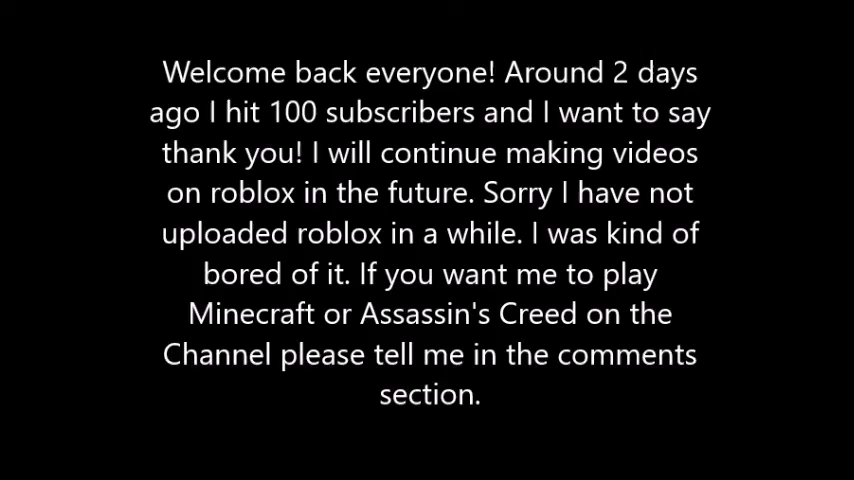 Welcome back everyone! Around 2 days
ago I hit 100 subscribers and I want to say
thank you! I will continue making videos
on roblox in the future. Sorry I have not
uploaded roblox in a while. I was kind of
bored of it. If you want me to play
Minecraft or Assassin's Creed on the
Channel please tell me in the comments
section.